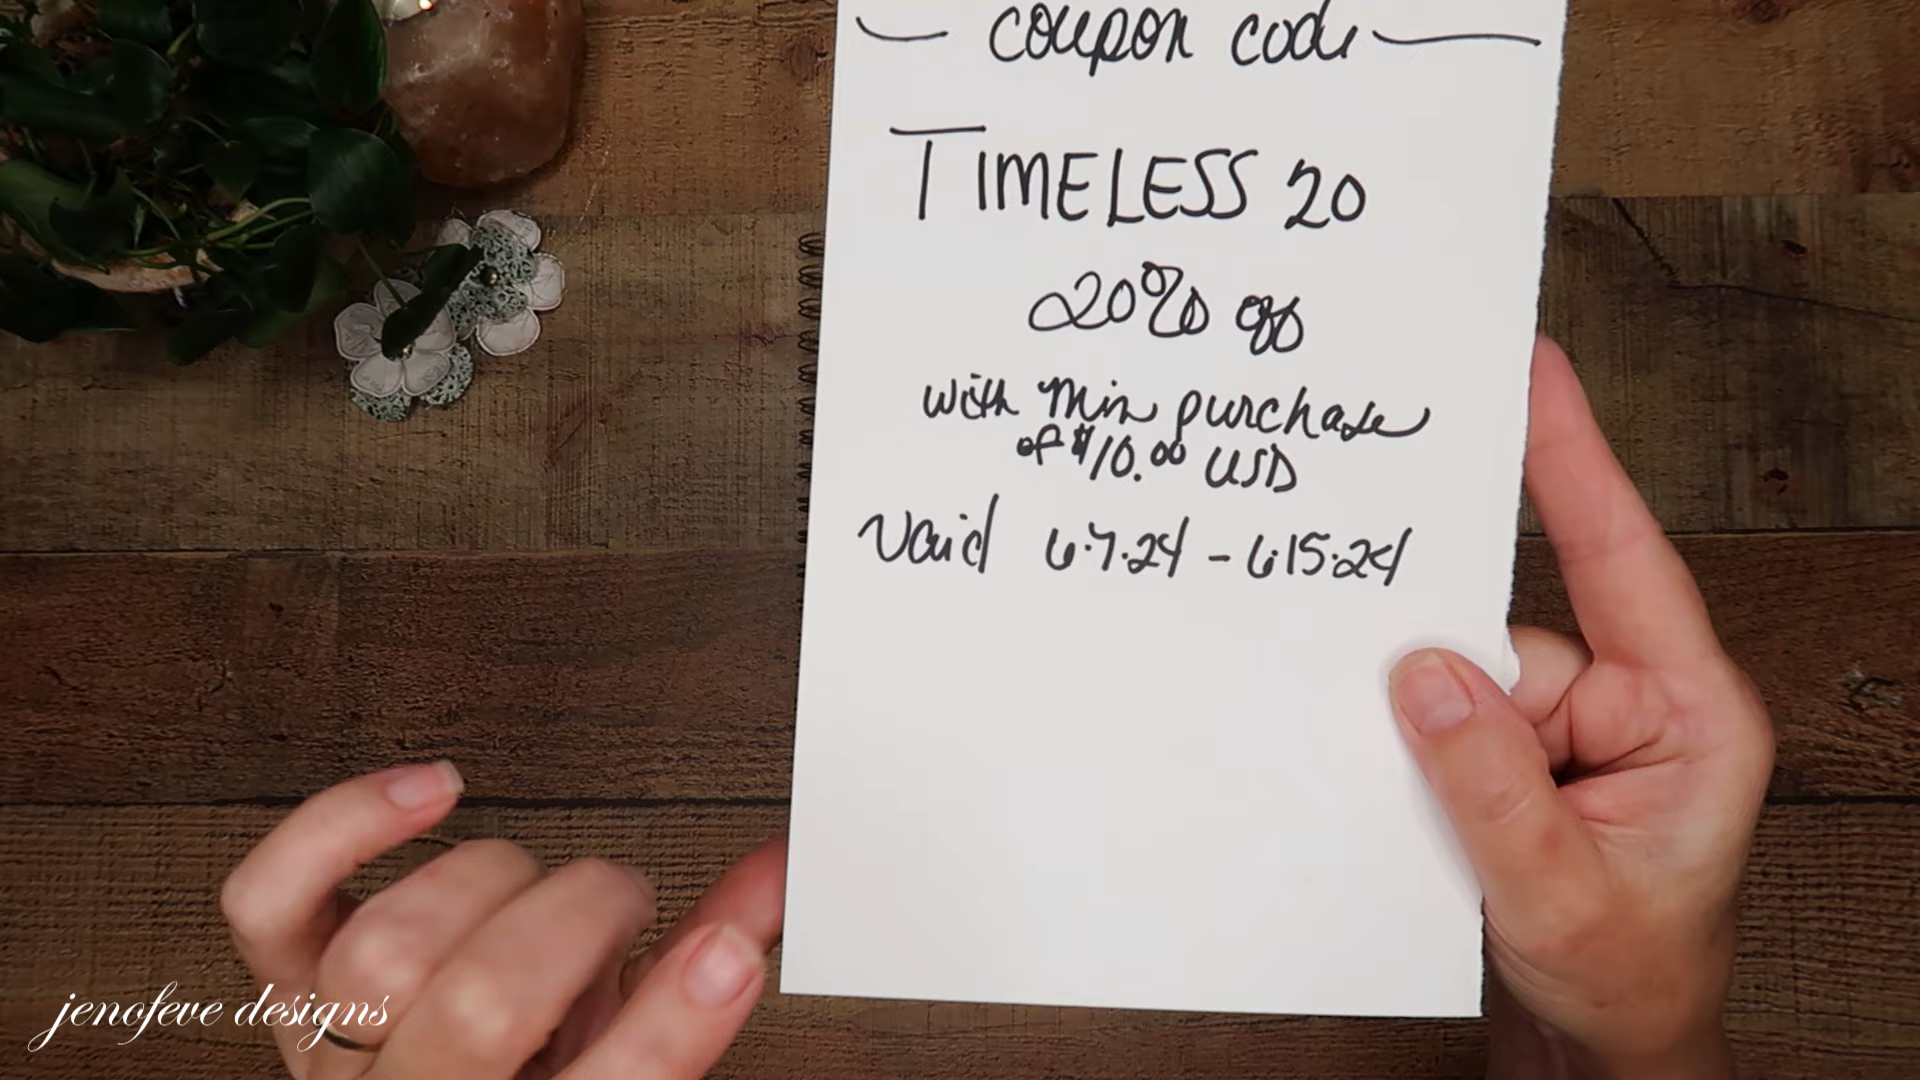 coupon code
TIMELESS 20
20% off
with min purchase
of $10.00 USD
Vaid 6.7.24 - 6.15.24
jenofeve designs